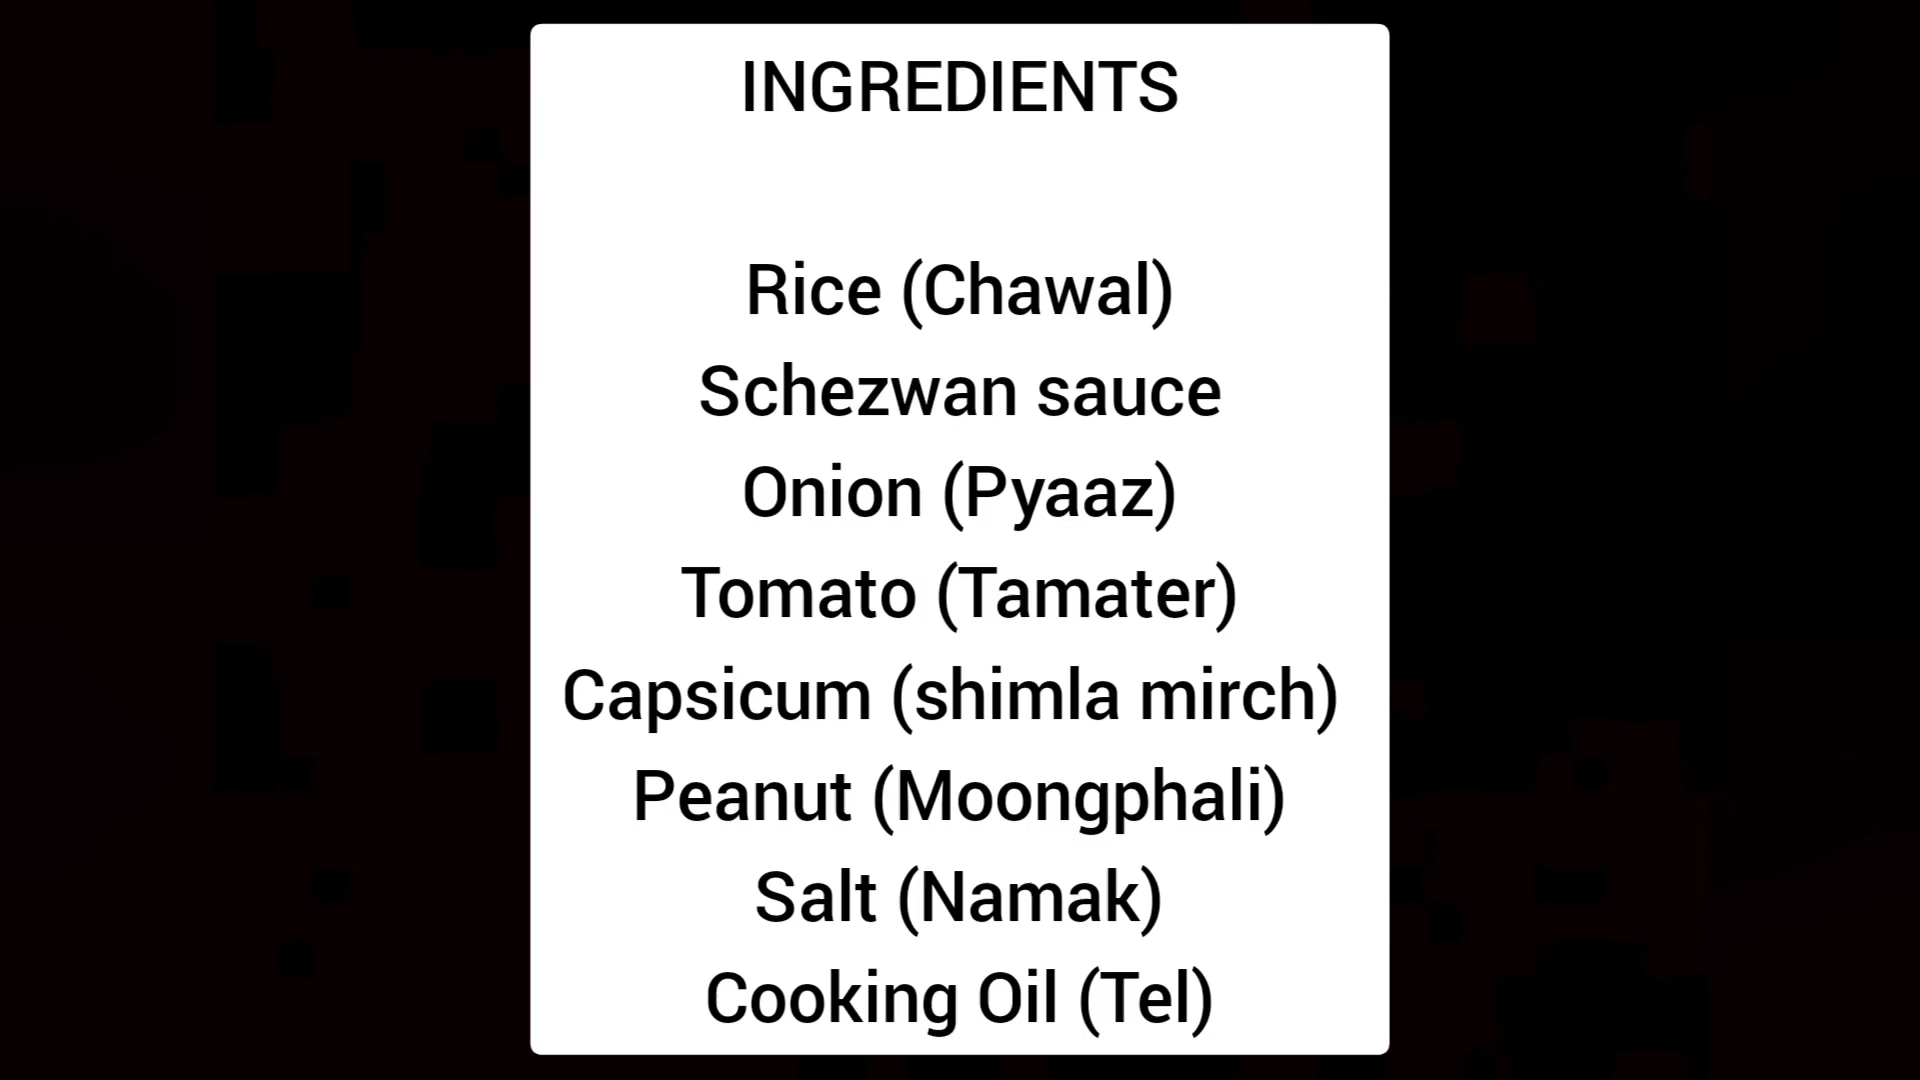 INGREDIENTS
Rice (Chawal)
Schezwan sauce
Onion (Pyaaz)
Tomato (Tamater)
Capsicum (shimla mirch)
Peanut (Moongphali)
Salt (Namak)
Cooking Oil (Tel)